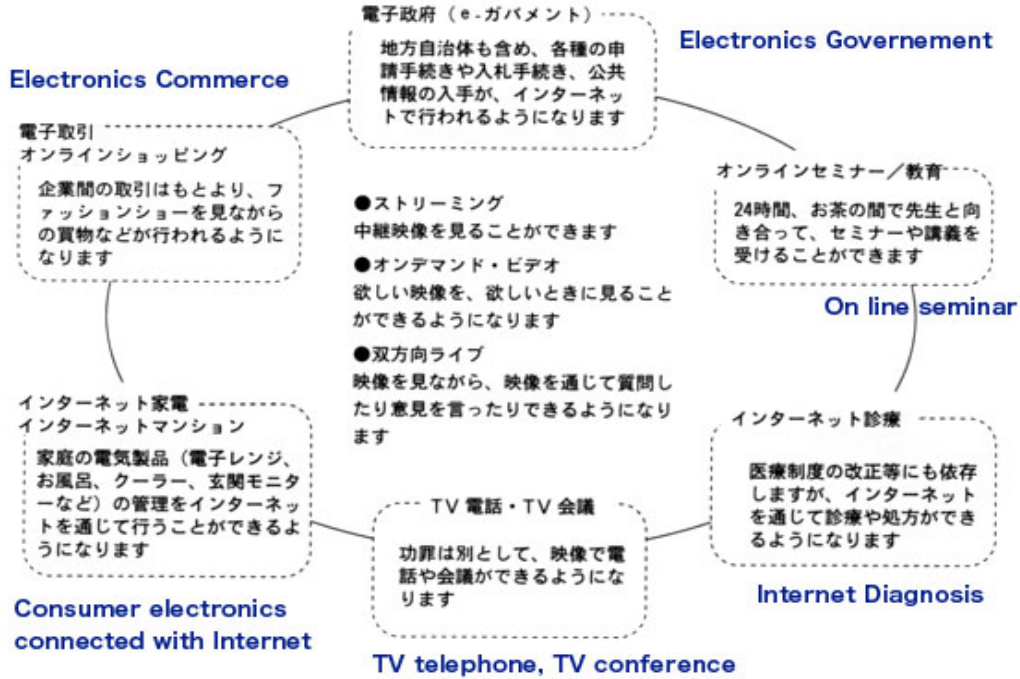 電子政府（e-ガバメント）
地方自治体も含め、各種の申
請手続きや入札手続き、公共
情報の入手が、インターネッ
トで行われるようになります
Electronics Governement
Electronics Commerce
電子取引
オンラインショッピング
企業間の取引はもとより、フ
ァッションショーを見ながら
の買物などが行われるように
なります
オンラインセミナー／教育
24時間、お茶の間で先生と向
き合って、セミナーや講義を
受けることができます
On line seminar
●ストリーミング
中継映像を見ることができます
●オンデマンド・ビデオ
欲しい映像を、欲しいときに見ること
ができるようになります
●双方向ライブ
映像を見ながら、映像を通じて質問し
たり意見を言ったりできるようになり
ます
インターネット家電
インターネットマンション
家庭の電気製品（電子レンジ、
お風呂、クーラー、玄関モニタ
ーなど）の管理をインターネッ
トを通じて行うことができるよ
うになります
Consumer electronics
connected with Internet
TV 電話・TV 会議
功罪は別として、映像で電
話や会議ができるようにな
ります
TV telephone, TV conference
インターネット診療
医療制度の改正等にも依存
しますが、インターネット
を通じて診療や処方ができ
るようになります
Internet Diagnosis